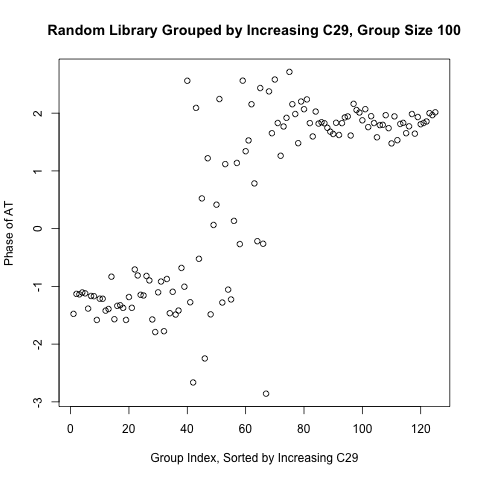 Random Library Grouped by Increasing C29, Group Size 100
2
1
0
-1
-2
-3
Phase of AT
0 20 40 60 80 100 120
Group Index, Sorted by Increasing C29